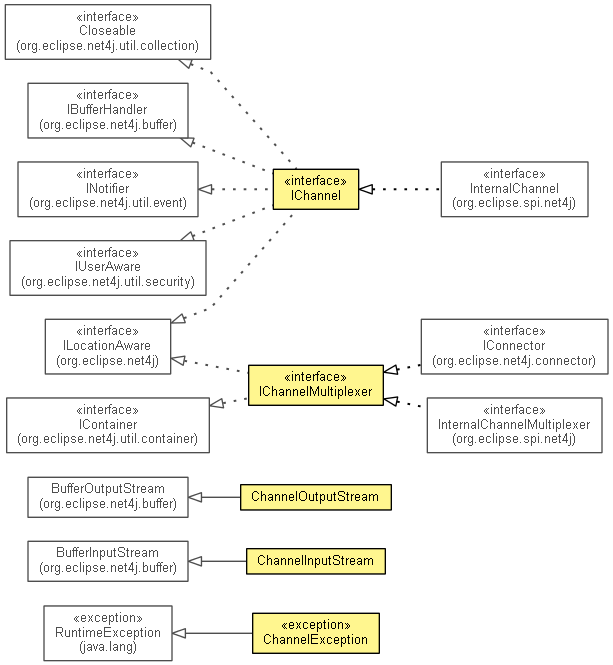 «interface»
Closeable
(org.eclipse.net4j.util.collection)
«interface»
IBufferHandler
(org.eclipse.net4j.buffer)
«interface»
INotifier
(org.eclipse.net4j.util.event)
«interface»
IChannel
«interface»
InternalChannel
(org.eclipse.spi.net4j)
«interface»
IUserAware
(org.eclipse.net4j.util.security)
«interface»
ILocationAware
(org.eclipse.net4j)
«interface»
IConnector
(org.eclipse.net4j.connector)
«interface»
IChannelMultiplexer
«interface»
IContainer
(org.eclipse.net4j.util.container)
«interface»
InternalChannelMultiplexer
(org.eclipse.spi.net4j)
BufferOutputStream
(org.eclipse.net4j.buffer)
ChannelOutputStream
BufferInputStream
(org.eclipse.net4j.buffer)
ChannelInputStream
«exception»
RuntimeException
(java.lang)
«exception»
ChannelException